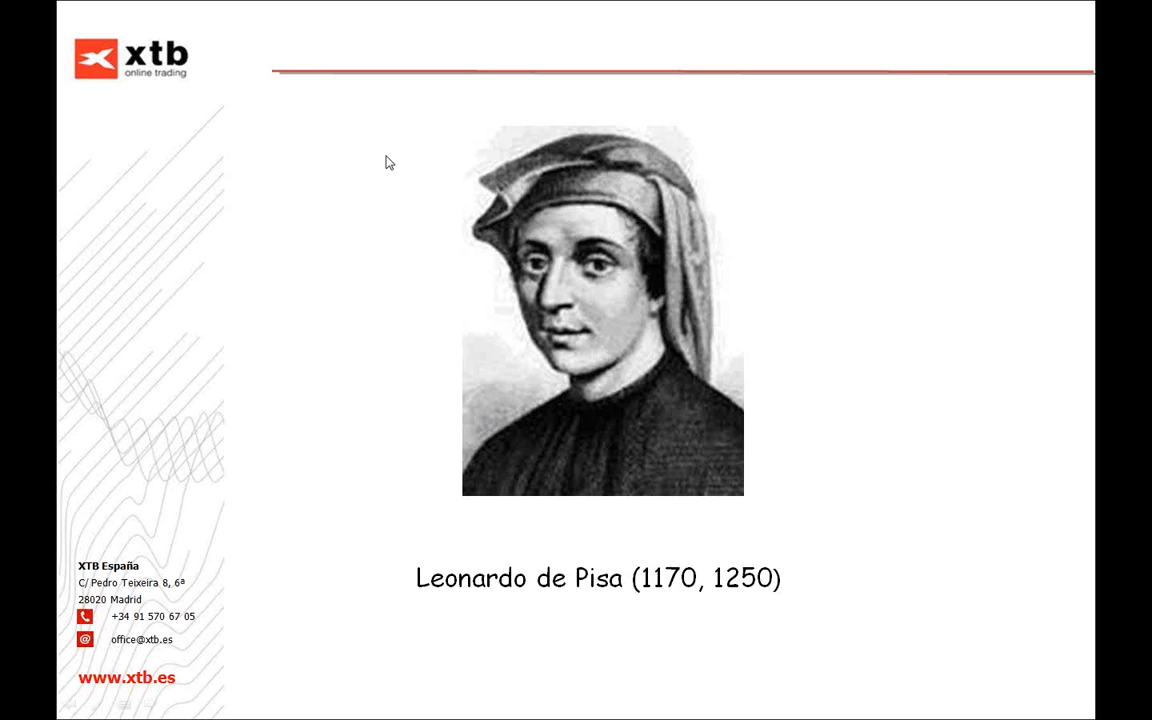 xtb
online trading
Leonardo de Pisa (1170, 1250)
XTB España
C/ Pedro Teixeira 8, 6ª
28020 Madrid
+34 91 570 67 05
@ office@xtb.es
www.xtb.es